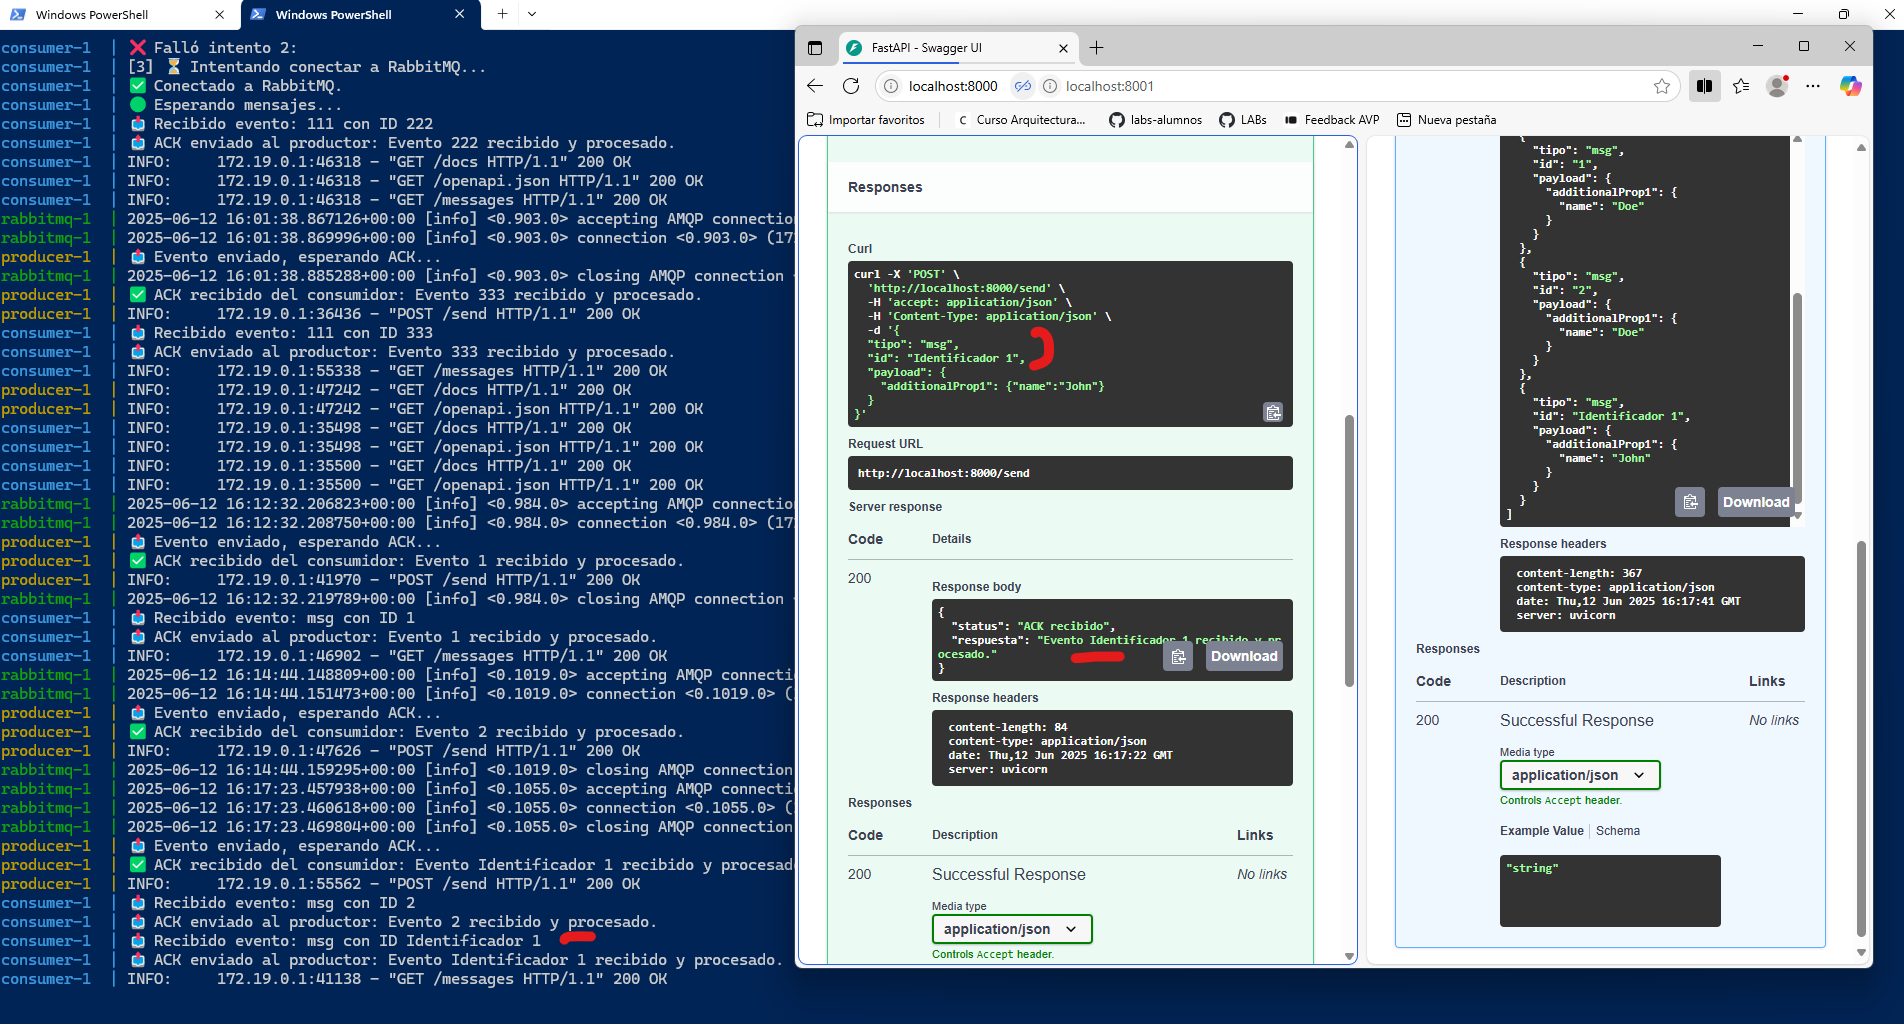 Windows PowerShell
Windows PowerShell
consumer-1 | ❌ Falló intento 2:
consumer-1 | [3] ⏳ Intentando conectar a RabbitMQ...
consumer-1 | ✅ Conectado a RabbitMQ.
consumer-1 | 🟢 Esperando mensajes...
consumer-1 | 📥 Recibido evento: 111 con ID 222
consumer-1 | 📤 ACK enviado al productor: Evento 222 recibido y procesado.
consumer-1 | INFO: 172.19.0.1:46318 - "GET /docs HTTP/1.1" 200 OK
consumer-1 | INFO: 172.19.0.1:46318 - "GET /openapi.json HTTP/1.1" 200 OK
consumer-1 | INFO: 172.19.0.1:46318 - "GET /messages HTTP/1.1" 200 OK
rabbitmq-1 | 2025-06-12 16:01:38.867126+00:00 [info] <0.903.0> accepting AMQP connection
rabbitmq-1 | 2025-06-12 16:01:38.869996+00:00 [info] <0.903.0> connection <0.903.0> (172
producer-1 | 📤 Evento enviado, esperando ACK...
rabbitmq-1 | 2025-06-12 16:01:38.885288+00:00 [info] <0.903.0> closing AMQP connection
producer-1 | ✅ ACK recibido del consumidor: Evento 333 recibido y procesado.
producer-1 | INFO: 172.19.0.1:36436 - "POST /send HTTP/1.1" 200 OK
consumer-1 | 📥 Recibido evento: 111 con ID 333
consumer-1 | 📤 ACK enviado al productor: Evento 333 recibido y procesado.
consumer-1 | INFO: 172.19.0.1:55338 - "GET /messages HTTP/1.1" 200 OK
producer-1 | INFO: 172.19.0.1:47242 - "GET /docs HTTP/1.1" 200 OK
producer-1 | INFO: 172.19.0.1:47242 - "GET /openapi.json HTTP/1.1" 200 OK
consumer-1 | INFO: 172.19.0.1:35498 - "GET /docs HTTP/1.1" 200 OK
consumer-1 | INFO: 172.19.0.1:35498 - "GET /openapi.json HTTP/1.1" 200 OK
consumer-1 | INFO: 172.19.0.1:35500 - "GET /docs HTTP/1.1" 200 OK
consumer-1 | INFO: 172.19.0.1:35500 - "GET /openapi.json HTTP/1.1" 200 OK
rabbitmq-1 | 2025-06-12 16:12:32.206823+00:00 [info] <0.984.0> accepting AMQP connection
rabbitmq-1 | 2025-06-12 16:12:32.208750+00:00 [info] <0.984.0> connection <0.984.0> (172
producer-1 | 📤 Evento enviado, esperando ACK...
producer-1 | ✅ ACK recibido del consumidor: Evento 1 recibido y procesado.
producer-1 | INFO: 172.19.0.1:41970 - "POST /send HTTP/1.1" 200 OK
rabbitmq-1 | 2025-06-12 16:12:32.219789+00:00 [info] <0.984.0> closing AMQP connection
consumer-1 | 📥 Recibido evento: msg con ID 1
consumer-1 | 📤 ACK enviado al productor: Evento 1 recibido y procesado.
consumer-1 | INFO: 172.19.0.1:46902 - "GET /messages HTTP/1.1" 200 OK
rabbitmq-1 | 2025-06-12 16:14:44.148809+00:00 [info] <0.1019.0> accepting AMQP connecti
rabbitmq-1 | 2025-06-12 16:14:44.151473+00:00 [info] <0.1019.0> connection <0.1019.0> (
producer-1 | 📤 Evento enviado, esperando ACK...
producer-1 | ✅ ACK recibido del consumidor: Evento 2 recibido y procesado.
producer-1 | INFO: 172.19.0.1:47626 - "POST /send HTTP/1.1" 200 OK
rabbitmq-1 | 2025-06-12 16:14:44.159295+00:00 [info] <0.1019.0> closing AMQP connection
rabbitmq-1 | 2025-06-12 16:17:23.457938+00:00 [info] <0.1055.0> accepting AMQP connecti
rabbitmq-1 | 2025-06-12 16:17:23.460618+00:00 [info] <0.1055.0> connection <0.1055.0> (
rabbitmq-1 | 2025-06-12 16:17:23.469804+00:00 [info] <0.1055.0> closing AMQP connection
producer-1 | 📤 Evento enviado, esperando ACK...
producer-1 | ✅ ACK recibido del consumidor: Evento Identificador 1 recibido y procesad
producer-1 | INFO: 172.19.0.1:55562 - "POST /send HTTP/1.1" 200 OK
consumer-1 | 📥 Recibido evento: msg con ID 2
consumer-1 | 📤 ACK enviado al productor: Evento 2 recibido y procesado.
consumer-1 | 📥 Recibido evento: msg con ID Identificador 1
consumer-1 | 📤 ACK enviado al productor: Evento Identificador 1 recibido y procesado.
consumer-1 | INFO: 172.19.0.1:41138 - "GET /messages HTTP/1.1" 200 OK
FastAPI - Swagger UI
localhost:8000
localhost:8001
Importar favoritos
Curso Arquitectura...
labs-alumnos
LABs
Feedback AVP
Nueva pestaña
Responses
Curl
curl -X 'POST' \
'http://localhost:8000/send' \
-H 'accept: application/json' \
-H 'Content-Type: application/json' \
-d '{
"tipo": "msg",
"id": "Identificador 1",
"payload": {
"additionalProp1": {"name":"John"}
}
}'
Request URL
http://localhost:8000/send
Server response
Code Details
200
Response body
{
"status": "ACK recibido",
"respuesta": "Evento Identificador 1 recibido y pr
ocesado."
}
Download
Response headers
content-length: 84
content-type: application/json
date: Thu,12 Jun 2025 16:17:22 GMT
server: uvicorn
Responses
Code Description Links
200 Successful Response No links
Media type
application/json
Controls Accept header.
{
"tipo": "msg",
"id": "1",
"payload": {
"additionalProp1": {
"name": "Doe"
}
}
},
{
"tipo": "msg",
"id": "2",
"payload": {
"additionalProp1": {
"name": "Doe"
}
}
},
{
"tipo": "msg",
"id": "Identificador 1",
"payload": {
"additionalProp1": {
"name": "John"
}
}
}
]
Download
Response headers
content-length: 367
content-type: application/json
date: Thu,12 Jun 2025 16:17:41 GMT
server: uvicorn
Responses
Code Description Links
200 Successful Response No links
Media type
application/json
Controls Accept header.
Example Value Schema
"string"